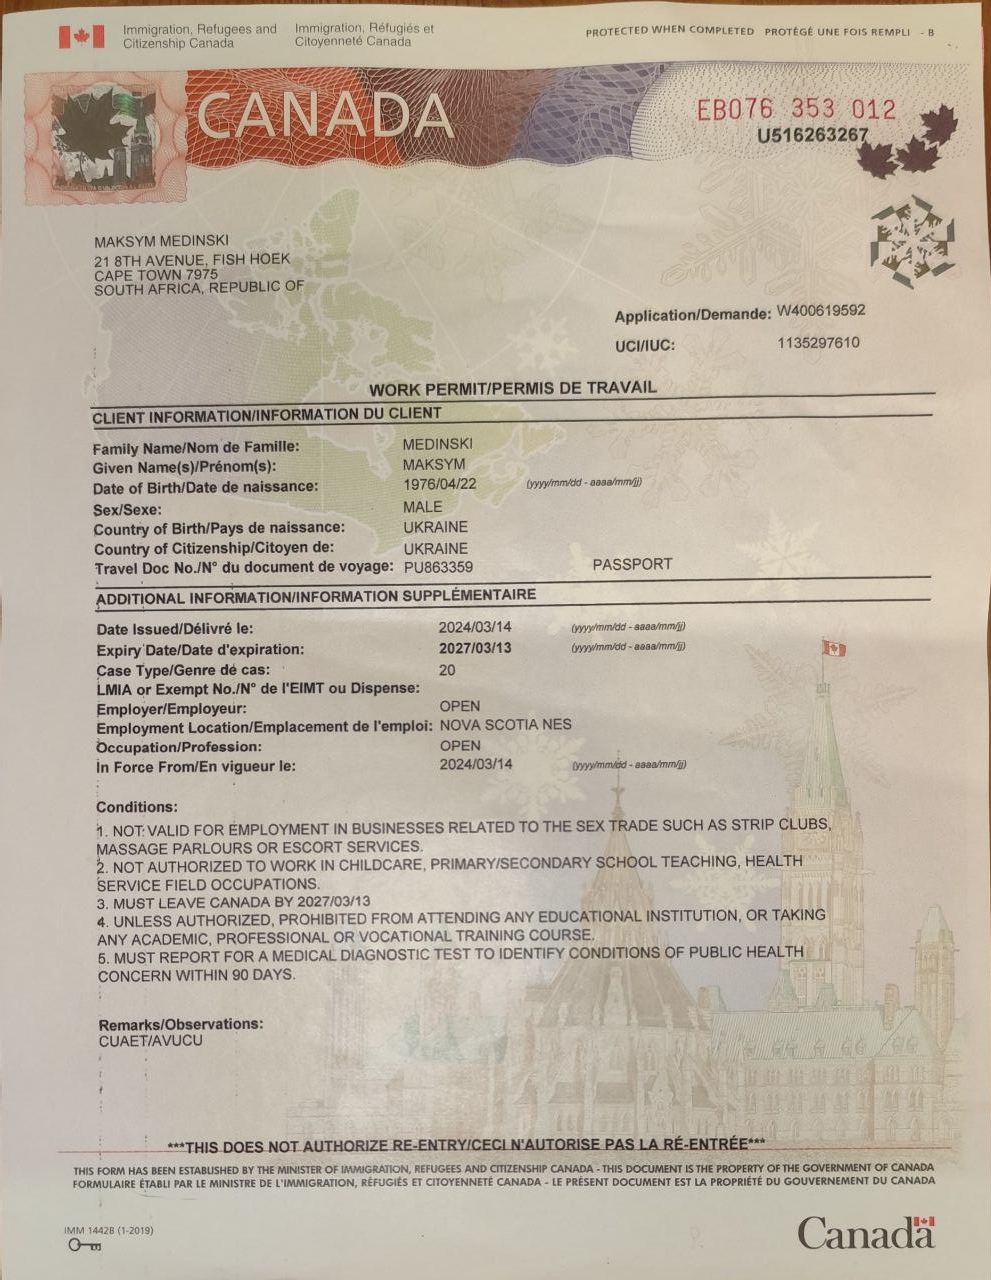 Immigration, Refugees and Citizenship Canada
Immigration, Réfugiés et Citoyenneté Canada
PROTECTED WHEN COMPLETED PROTÉGÉ UNE FOIS REMPLI - B
CANADA
EB076 353 012
U516263267
MAKSYM MEDINSKI
21 8TH AVENUE, FISH HOEK
CAPE TOWN 7975
SOUTH AFRICA, REPUBLIC OF
Application/Demande: W400619592
UCI/IUC: 1135297610
WORK PERMIT/PERMIS DE TRAVAIL
CLIENT INFORMATION/INFORMATION DU CLIENT
Family Name/Nom de Famille: MEDINSKI
Given Name(s)/Prénom(s): MAKSYM
Date of Birth/Date de naissance: 1976/04/22 (yyyy/mm/dd - aaaa/mm/jj)
Sex/Sexe: MALE
Country of Birth/Pays de naissance: UKRAINE
Country of Citizenship/Citoyen de: UKRAINE
Travel Doc No./N° du document de voyage: PU863359 PASSPORT
ADDITIONAL INFORMATION/INFORMATION SUPPLÉMENTAIRE
Date Issued/Délivré le: 2024/03/14 (yyyy/mm/dd - aaaa/mm/jj)
Expiry Date/Date d'expiration: 2027/03/13 (yyyy/mm/dd - aaaa/mm/jj)
Case Type/Genre de cas: 20
LMIA or Exempt No./N° de l'EIMT ou Dispense:
Employer/Employeur: OPEN
Employment Location/Emplacement de l'emploi: NOVA SCOTIA NES
Occupation/Profession: OPEN
In Force From/En vigueur le: 2024/03/14 (yyyy/mm/dd - aaaa/mm/jj)
Conditions:
1. NOT VALID FOR EMPLOYMENT IN BUSINESSES RELATED TO THE SEX TRADE SUCH AS STRIP CLUBS,
MASSAGE PARLOURS OR ESCORT SERVICES.
2. NOT AUTHORIZED TO WORK IN CHILDCARE, PRIMARY/SECONDARY SCHOOL TEACHING, HEALTH
SERVICE FIELD OCCUPATIONS.
3. MUST LEAVE CANADA BY 2027/03/13
4. UNLESS AUTHORIZED, PROHIBITED FROM ATTENDING ANY EDUCATIONAL INSTITUTION, OR TAKING
ANY ACADEMIC, PROFESSIONAL OR VOCATIONAL TRAINING COURSE.
5. MUST REPORT FOR A MEDICAL DIAGNOSTIC TEST TO IDENTIFY CONDITIONS OF PUBLIC HEALTH
CONCERN WITHIN 90 DAYS.
Remarks/Observations:
CUAET/AVUCU
***THIS DOES NOT AUTHORIZE RE-ENTRY/CECI N'AUTORISE PAS LA RÉ-ENTRÉE***
THIS FORM HAS BEEN ESTABLISHED BY THE MINISTER OF IMMIGRATION, REFUGEES AND CITIZENSHIP CANADA - THIS DOCUMENT IS THE PROPERTY OF THE GOVERNMENT OF CANADA
FORMULAIRE ÉTABLI PAR LE MINISTRE DE L'IMMIGRATION, RÉFUGIÉS ET CITOYENNETÉ CANADA - LE PRÉSENT DOCUMENT EST LA PROPRIÉTÉ DU GOUVERNEMENT DU CANADA
IMM 1442B (1-2019)
Canada